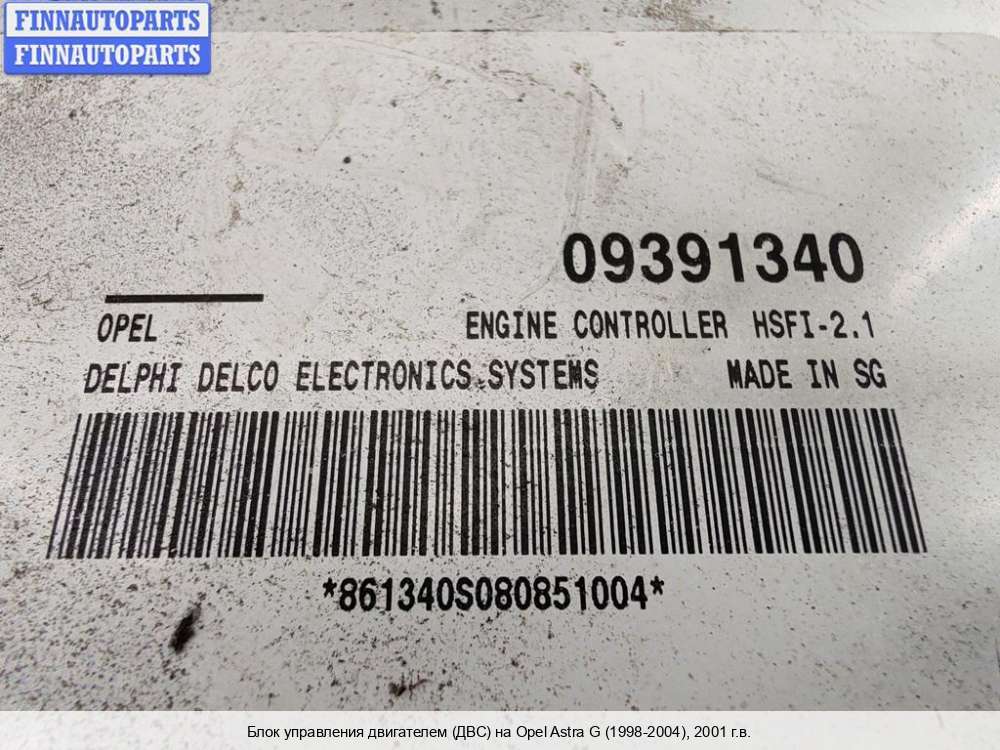 FINNAUTOPARTS
FINNAUTOPARTS
09391340
OPEL ENGINE CONTROLLER HSFI-2.1
DELPHI DELCO ELECTRONICS SYSTEMS MADE IN SG
*861340S080851004*
Блок управления двигателем (ДВС) на Opel Astra G (1998-2004), 2001 г.в.